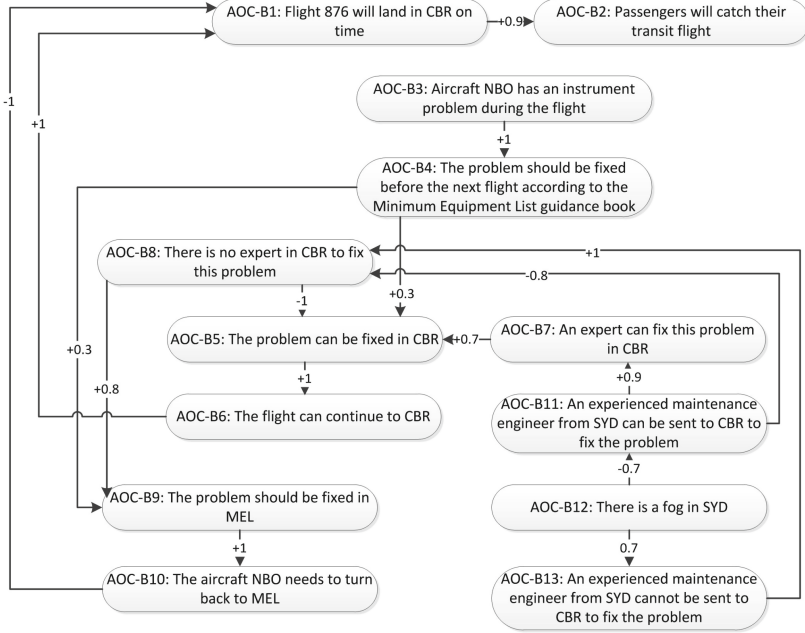 AOC-B1: Flight 876 will land in CBR on
time
+0.9
AOC-B2: Passengers will catch their
transit flight
AOC-B3: Aircraft NBO has an instrument
problem during the flight
-1
+1
+1
AOC-B4: The problem should be fixed
before the next flight according to the
Minimum Equipment List guidance book
AOC-B8: There is no expert in CBR to fix
this problem
+1
-0.8
-1
+0.3
AOC-B5: The problem can be fixed in CBR
+0.7
AOC-B7: An expert can fix this problem
in CBR
+0.3
+1
+0.9
+0.8
AOC-B6: The flight can continue to CBR
AOC-B11: An experienced maintenance
engineer from SYD can be sent to CBR to
fix the problem
-0.7
AOC-B9: The problem should be fixed in
MEL
AOC-B12: There is a fog in SYD
+1
0.7
AOC-B10: The aircraft NBO needs to turn
back to MEL
AOC-B13: An experienced maintenance
engineer from SYD cannot be sent to
CBR to fix the problem